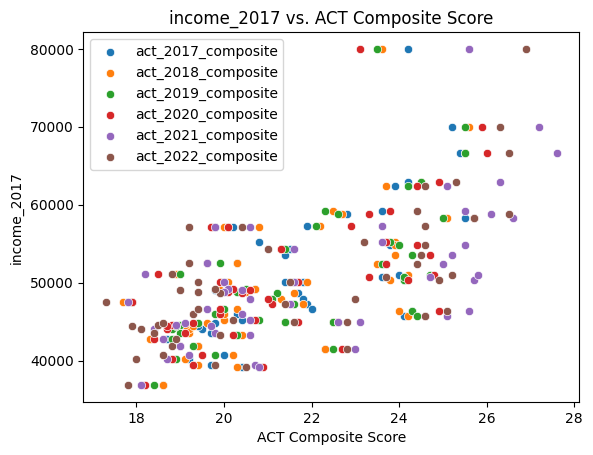 income_2017 vs. ACT Composite Score
80000
70000
60000
50000
40000
income_2017
act_2017_composite
act_2018_composite
act_2019_composite
act_2020_composite
act_2021_composite
act_2022_composite
18 20 22 24 26 28
ACT Composite Score